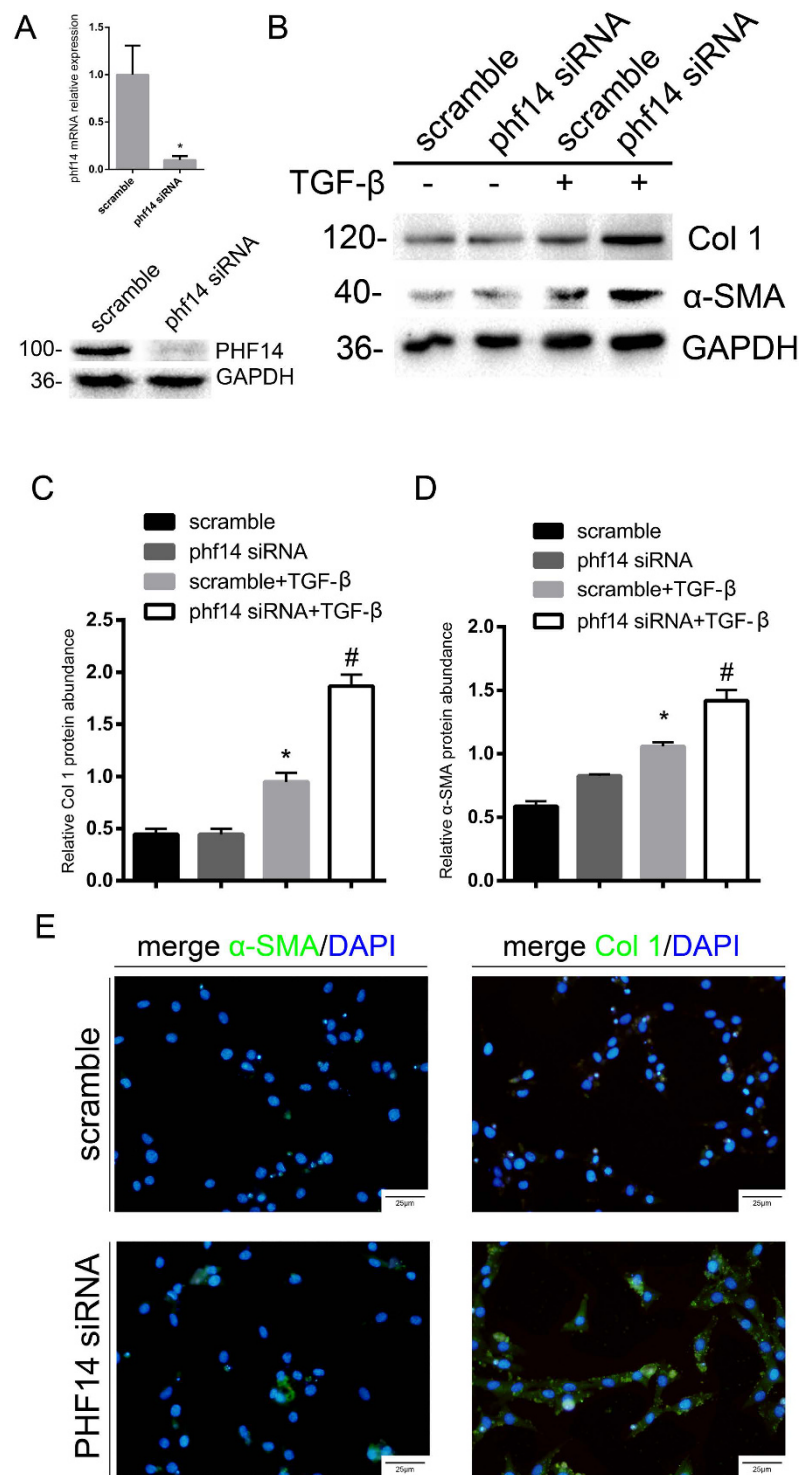 A
phf14 mRNA relative expression
1.5
1.0
0.5
0.0
*
scramble
phf14 siRNA
scramble
phf14 siRNA
100-
PHF14
36-
GAPDH
B
scramble
phf14 siRNA
scramble
phf14 siRNA
TGF-β - - + +
120-
Col 1
40-
α-SMA
36-
GAPDH
C
scramble
phf14 siRNA
scramble+TGF-β
phf14 siRNA+TGF-β
Relative Col 1 protein abundance
2.5
2.0
1.5
1.0
0.5
0.0
*
#
D
scramble
phf14 siRNA
scramble+TGF-β
phf14 siRNA+TGF-β
Relative α-SMA protein abundance
2.0
1.5
1.0
0.5
0.0
*
#
E
merge α-SMA/DAPI
merge Col 1/DAPI
scramble
25μm
25μm
PHF14 siRNA
25μm
25μm